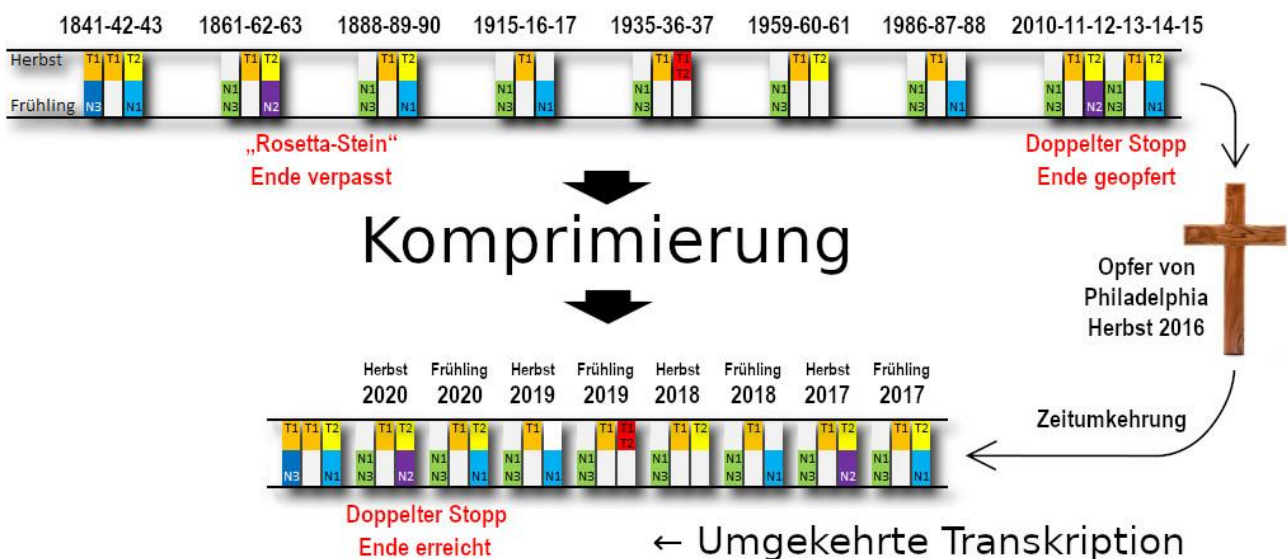 1841-42-43 1861-62-63 1888-89-90 1915-16-17 1935-36-37 1959-60-61 1986-87-88 2010-11-12-13-14-15
Herbst T1 T1 T2 T1 T2 T1 T2 T1 T1 T1 T1 T2 T1 T1 T2 T1 T2
T2
N1 N1 N1 N1 N1 N1 N1 N1
Frühling N3 N1 N3 N2 N3 N1 N3 N1 N3 N3 N3 N1 N3 N2 N3 N1
„Rosetta-Stein“ Doppelter Stopp
Ende verpasst Ende geopfert
Komprimierung
Opfer von
Philadelphia
Herbst 2016
Herbst Frühling Herbst Frühling Herbst Frühling Herbst Frühling
2020 2020 2019 2019 2018 2018 2017 2017
Zeitumkehrung
T1 T1 T2 T1 T2 T1 T2 T1 T1 T1 T1 T2 T1 T1 T2 T1 T2
T2
N1 N1 N1 N1 N1 N1 N1 N1
N3 N1 N3 N2 N3 N1 N3 N1 N3 N3 N3 N1 N3 N2 N3 N1
Doppelter Stopp
Ende erreicht
← Umgekehrte Transkription